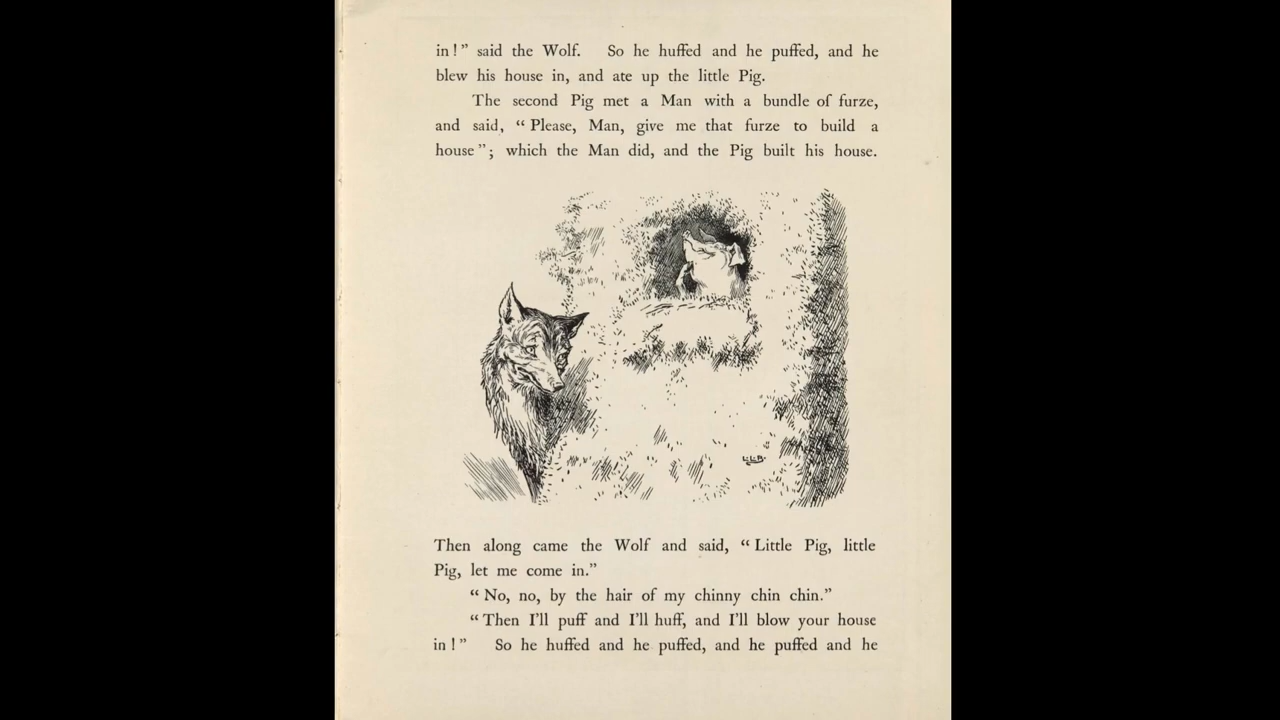 in!” said the Wolf. So he huffed and he puffed, and he
blew his house in, and ate up the little Pig.
The second Pig met a Man with a bundle of furze,
and said, “Please, Man, give me that furze to build a
house”; which the Man did, and the Pig built his house.
L.L.B.
Then along came the Wolf and said, “Little Pig, little
Pig, let me come in.”
“No, no, by the hair of my chinny chin chin.”
“Then I’ll puff and I’ll huff, and I’ll blow your house
in!” So he huffed and he puffed, and he puffed and he